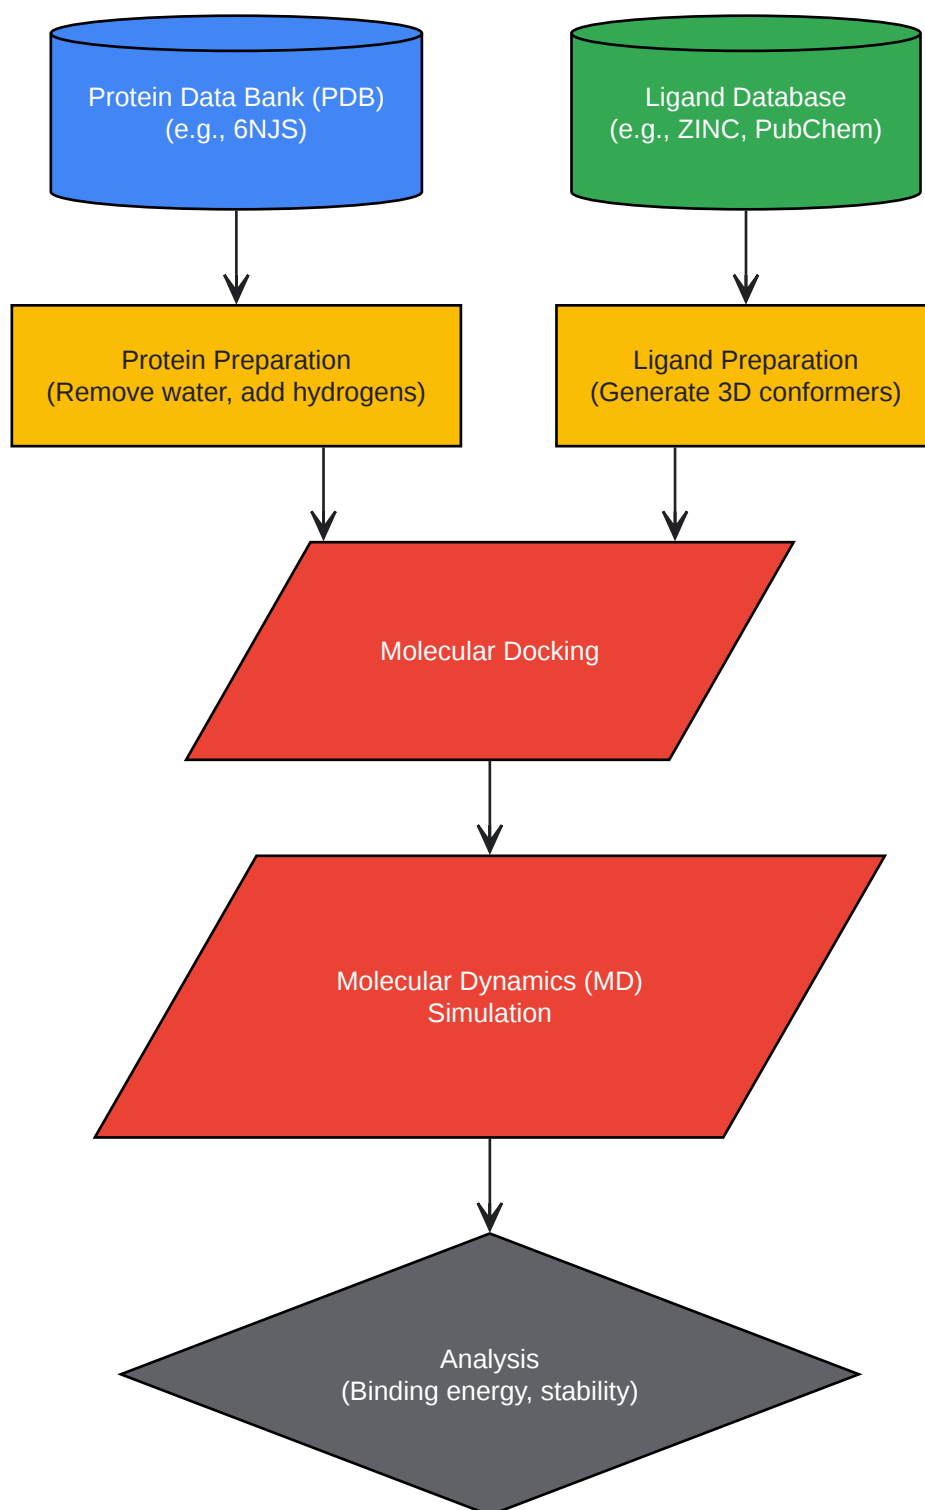 Protein Data Bank (PDB)
(e.g., 6NJS)
Ligand Database
(e.g., ZINC, PubChem)
Protein Preparation
(Remove water, add hydrogens)
Ligand Preparation
(Generate 3D conformers)
Molecular Docking
Molecular Dynamics (MD)
Simulation
Analysis
(Binding energy, stability)